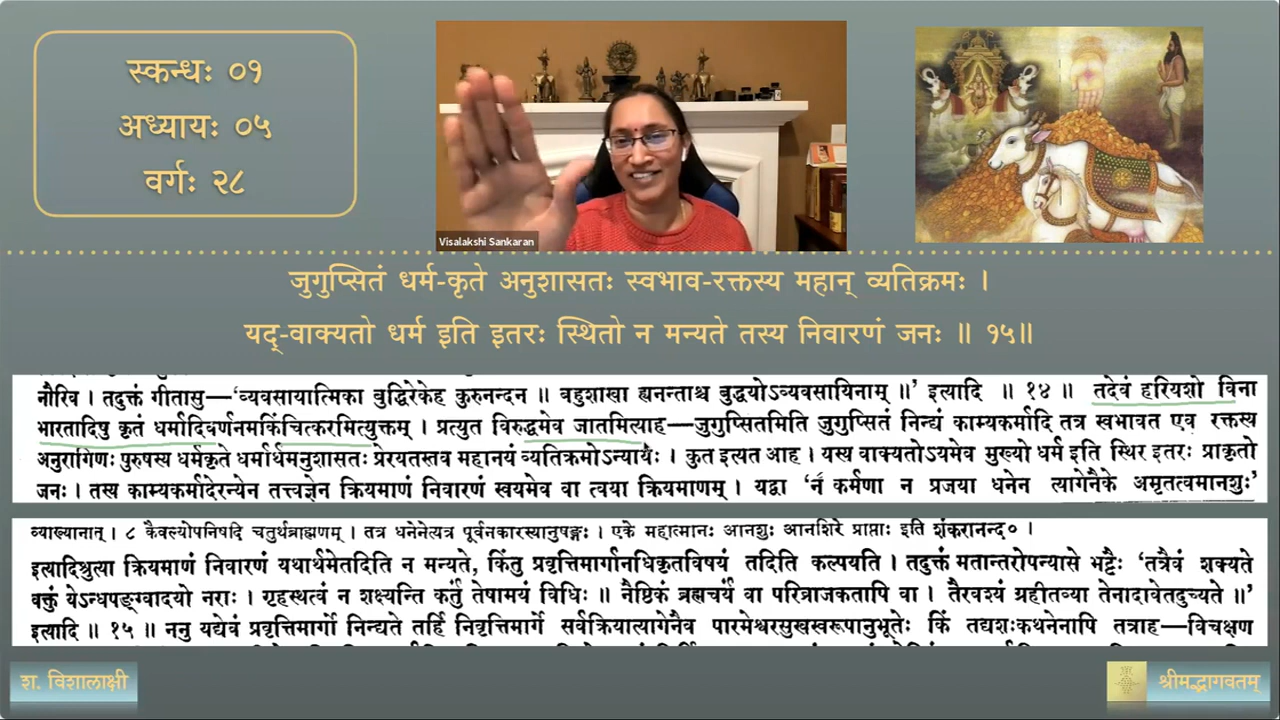 स्कन्धः ०१
अध्यायः ०५
वर्गः २८
Visalakshi Sankaran
जुगुप्सितं धर्म-कृते अनुशासतः स्वभाव-रक्तस्य महान् व्यतिक्रमः ।
यद्-वाक्यतो धर्म इति इतरः स्थितो न मन्यते तस्य निवारणं जनः ॥ १५॥
नौरिव । तदुक्तं गीतासु—‘व्यवसायात्मिका बुद्धिरेकेह कुरुनन्दन ॥ बहुशाखा ह्यनन्ताश्च बुद्धयोऽव्यवसायिनाम् ॥’ इत्यादि ॥ १४ ॥ तदेवं हरियशो विना
भारतादिषु कृतं धर्मादिवर्णनमकिंचित्करमित्युक्तम् । प्रत्युत विरुद्धमेव जातमित्याह—जुगुप्सितमिति जुगुप्सितं निन्द्यं काम्यकर्मादि तत्र स्वभावत एव रक्तस्य
अनुरागिणः पुरुषस्य धर्मकृते धर्मार्थमनुशासतः प्रेरयतस्तव महानयं व्यतिक्रमोऽन्यायः । कुत इत्यत आह । यस्य वाक्यतोऽयमेव मुख्यो धर्म इति स्थिर इतरः प्राकृतो
जनः । तस्य काम्यकर्मादेरन्येन तत्त्वज्ञेन क्रियमाणं निवारणं स्वयमेव वा त्वया क्रियमाणम् । यद्वा ‘न कर्मणा न प्रजया धनेन त्यागेनैके अमृतत्वमानशुः’
व्याख्यानात् । ८ कैवल्योपनिषदि चतुर्थब्राह्मणम् । तत्र धनेनेत्यत्र पूर्वनकारस्यानुषङ्गः । एके महात्मानः आनशुः आनशिरे प्राप्ताः इति शंकरानन्द० ।
इत्यादिश्रुत्या क्रियमाणं निवारणं यथार्थमेतदिति न मन्यते, किंतु प्रवृत्तिमार्गानधिकृतविषयं तदिति कल्पयति । तदुक्तं मतान्तरोपन्यासे भट्टैः ‘तत्रैवं शक्यते
वक्तुं येऽन्धपङ्ग्वादयो नराः । गृहस्थत्वं न शक्ष्यन्ति कर्तुं तेषामयं विधिः ॥ नैष्ठिकं ब्रह्मचर्यं वा परिव्राजकतापि वा । तैरवश्यं ग्रहीतव्या तेनादावेतदुच्यते ॥’
इत्यादि ॥ १५ ॥ ननु यद्येवं प्रवृत्तिमार्गो निन्द्यते तर्हि निवृत्तिमार्गे सर्वक्रियात्यागेनैव पारमेश्वरसुखस्वरूपानुभूतेः किं तद्यशःकथनेनापि तत्राह—विचक्षण
श. विशालाक्षी
श्रीमद्भागवतम्